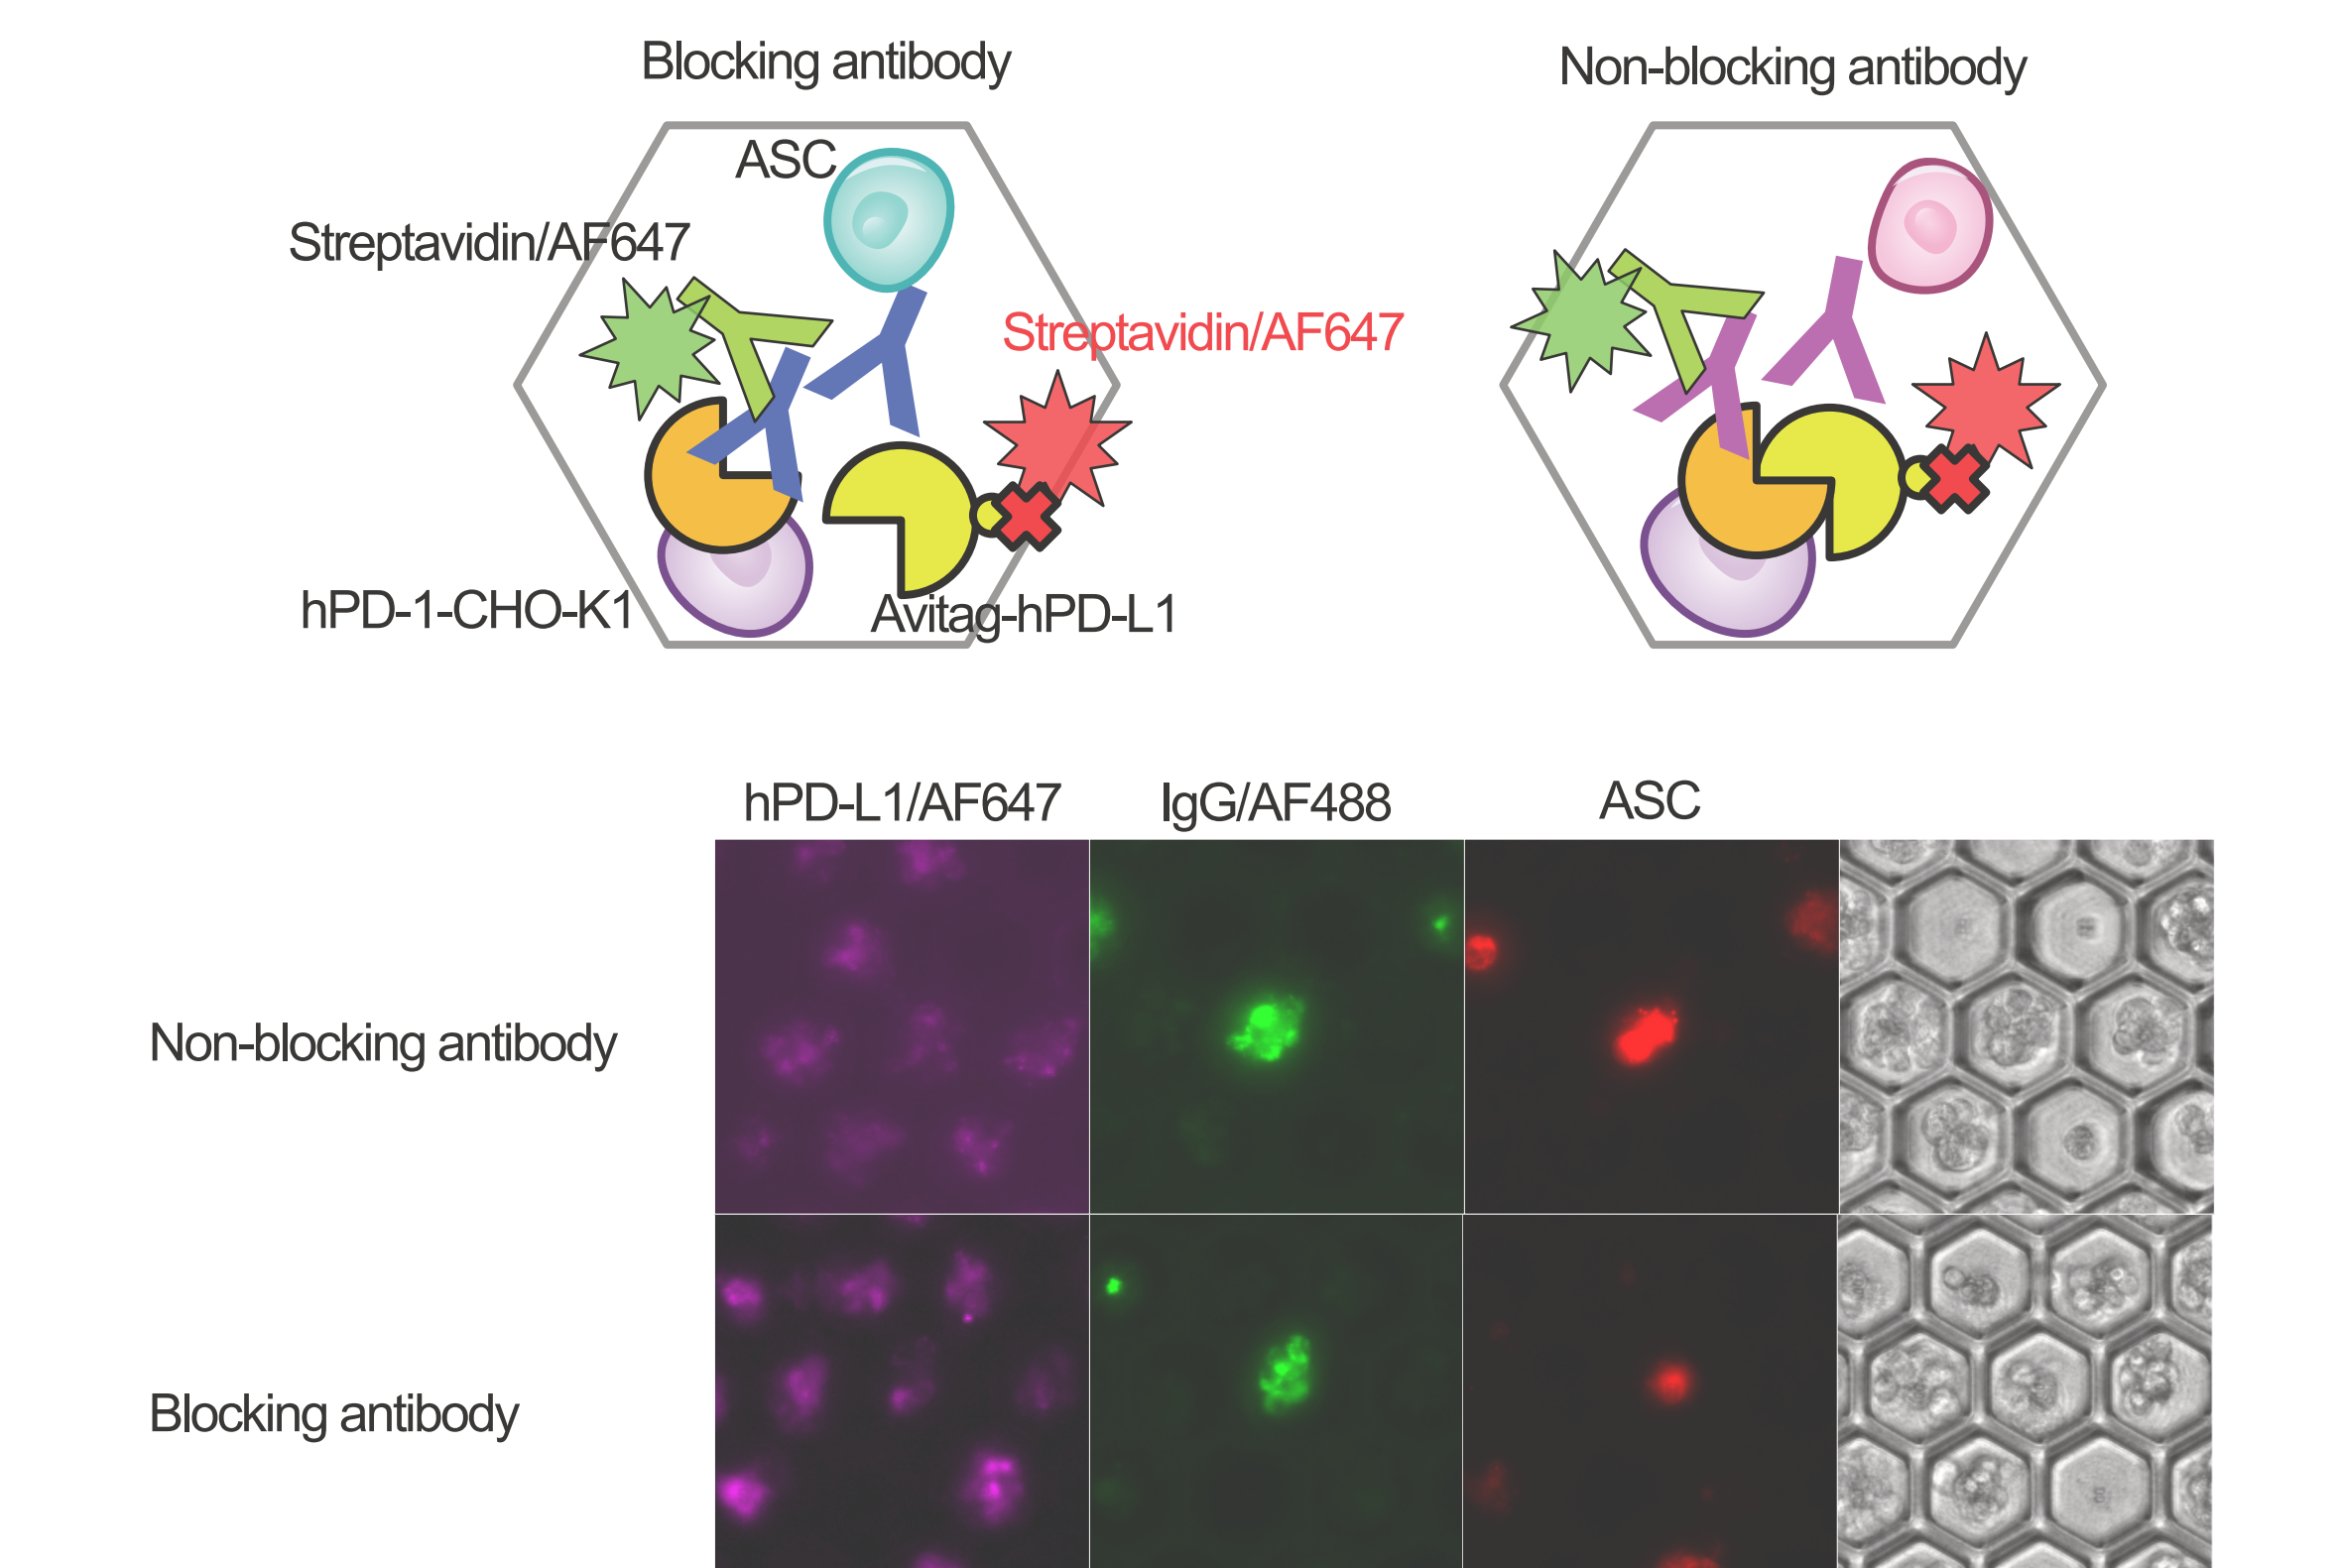 Blocking antibody
Non-blocking antibody
ASC
Streptavidin/AF647
Streptavidin/AF647
hPD-1-CHO-K1
Avitag-hPD-L1
hPD-L1/AF647
IgG/AF488
ASC
Non-blocking antibody
Blocking antibody